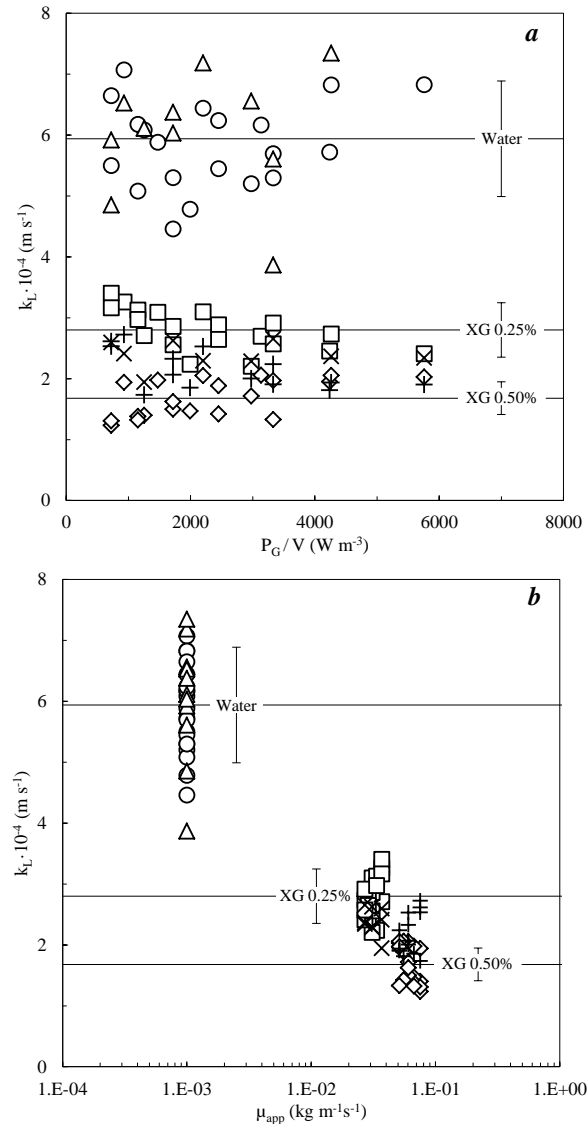 a
8
6
4
2
0
k_L·10⁻⁴ (m s⁻¹)
Water
XG 0.25%
XG 0.50%
0 2000 4000 6000 8000
P_G / V (W m⁻³)
b
8
6
4
2
0
k_L·10⁻⁴ (m s⁻¹)
Water
XG 0.25%
XG 0.50%
1.E-04 1.E-03 1.E-02 1.E-01 1.E+00
μ_app (kg m⁻¹s⁻¹)